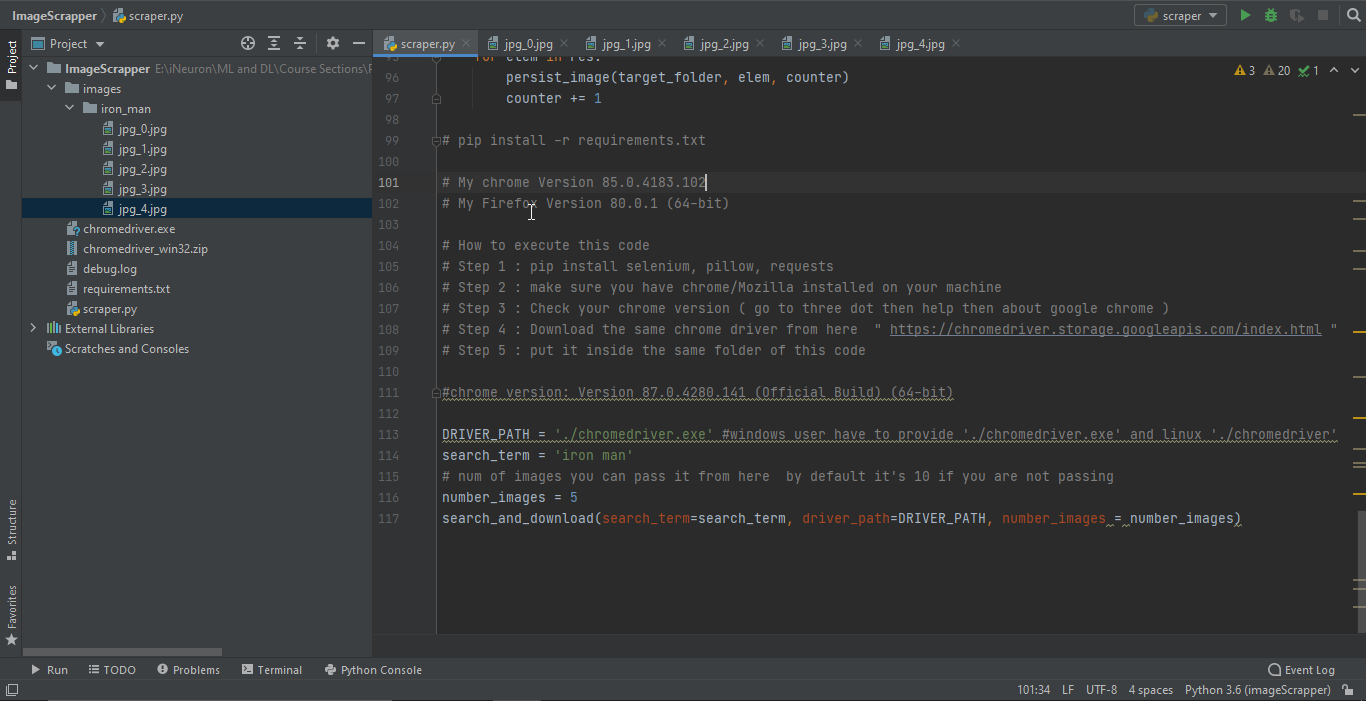 ImageScrapper scraper.py scraper
Project Project scraper.py jpg_0.jpg jpg_1.jpg jpg_2.jpg jpg_3.jpg jpg_4.jpg
ImageScrapper E:\iNeuron\ML and DL\Course Sections\
images
iron_man
jpg_0.jpg
jpg_1.jpg
jpg_2.jpg
jpg_3.jpg
jpg_4.jpg
chromedriver.exe
chromedriver_win32.zip
debug.log
requirements.txt
scraper.py
External Libraries
Scratches and Consoles
3 20 1
95 for elem in res:
96 persist_image(target_folder, elem, counter)
97 counter += 1
98
99 # pip install -r requirements.txt
100
101 # My chrome Version 85.0.4183.102
102 # My Firefox Version 80.0.1 (64-bit)
103
104 # How to execute this code
105 # Step 1 : pip install selenium, pillow, requests
106 # Step 2 : make sure you have chrome/Mozilla installed on your machine
107 # Step 3 : Check your chrome version ( go to three dot then help then about google chrome )
108 # Step 4 : Download the same chrome driver from here " https://chromedriver.storage.googleapis.com/index.html "
109 # Step 5 : put it inside the same folder of this code
110
111 #chrome version: Version 87.0.4280.141 (Official Build) (64-bit)
112
113 DRIVER_PATH = './chromedriver.exe' #windows user have to provide './chromedriver.exe' and linux './chromedriver'
114 search_term = 'iron man'
115 # num of images you can pass it from here by default it's 10 if you are not passing
116 number_images = 5
117 search_and_download(search_term=search_term, driver_path=DRIVER_PATH, number_images = number_images)
Structure
Favorites
Run TODO Problems Terminal Python Console Event Log
101:34 LF UTF-8 4 spaces Python 3.6 (imageScrapper)